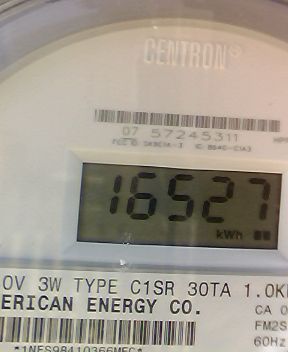 CENTRON®
07 57245311
16527
kWh
0V 3W TYPE C1SR 30TA 1.0K
ERICAN ENERGY CO.
CA 0
FM2S
60Hz